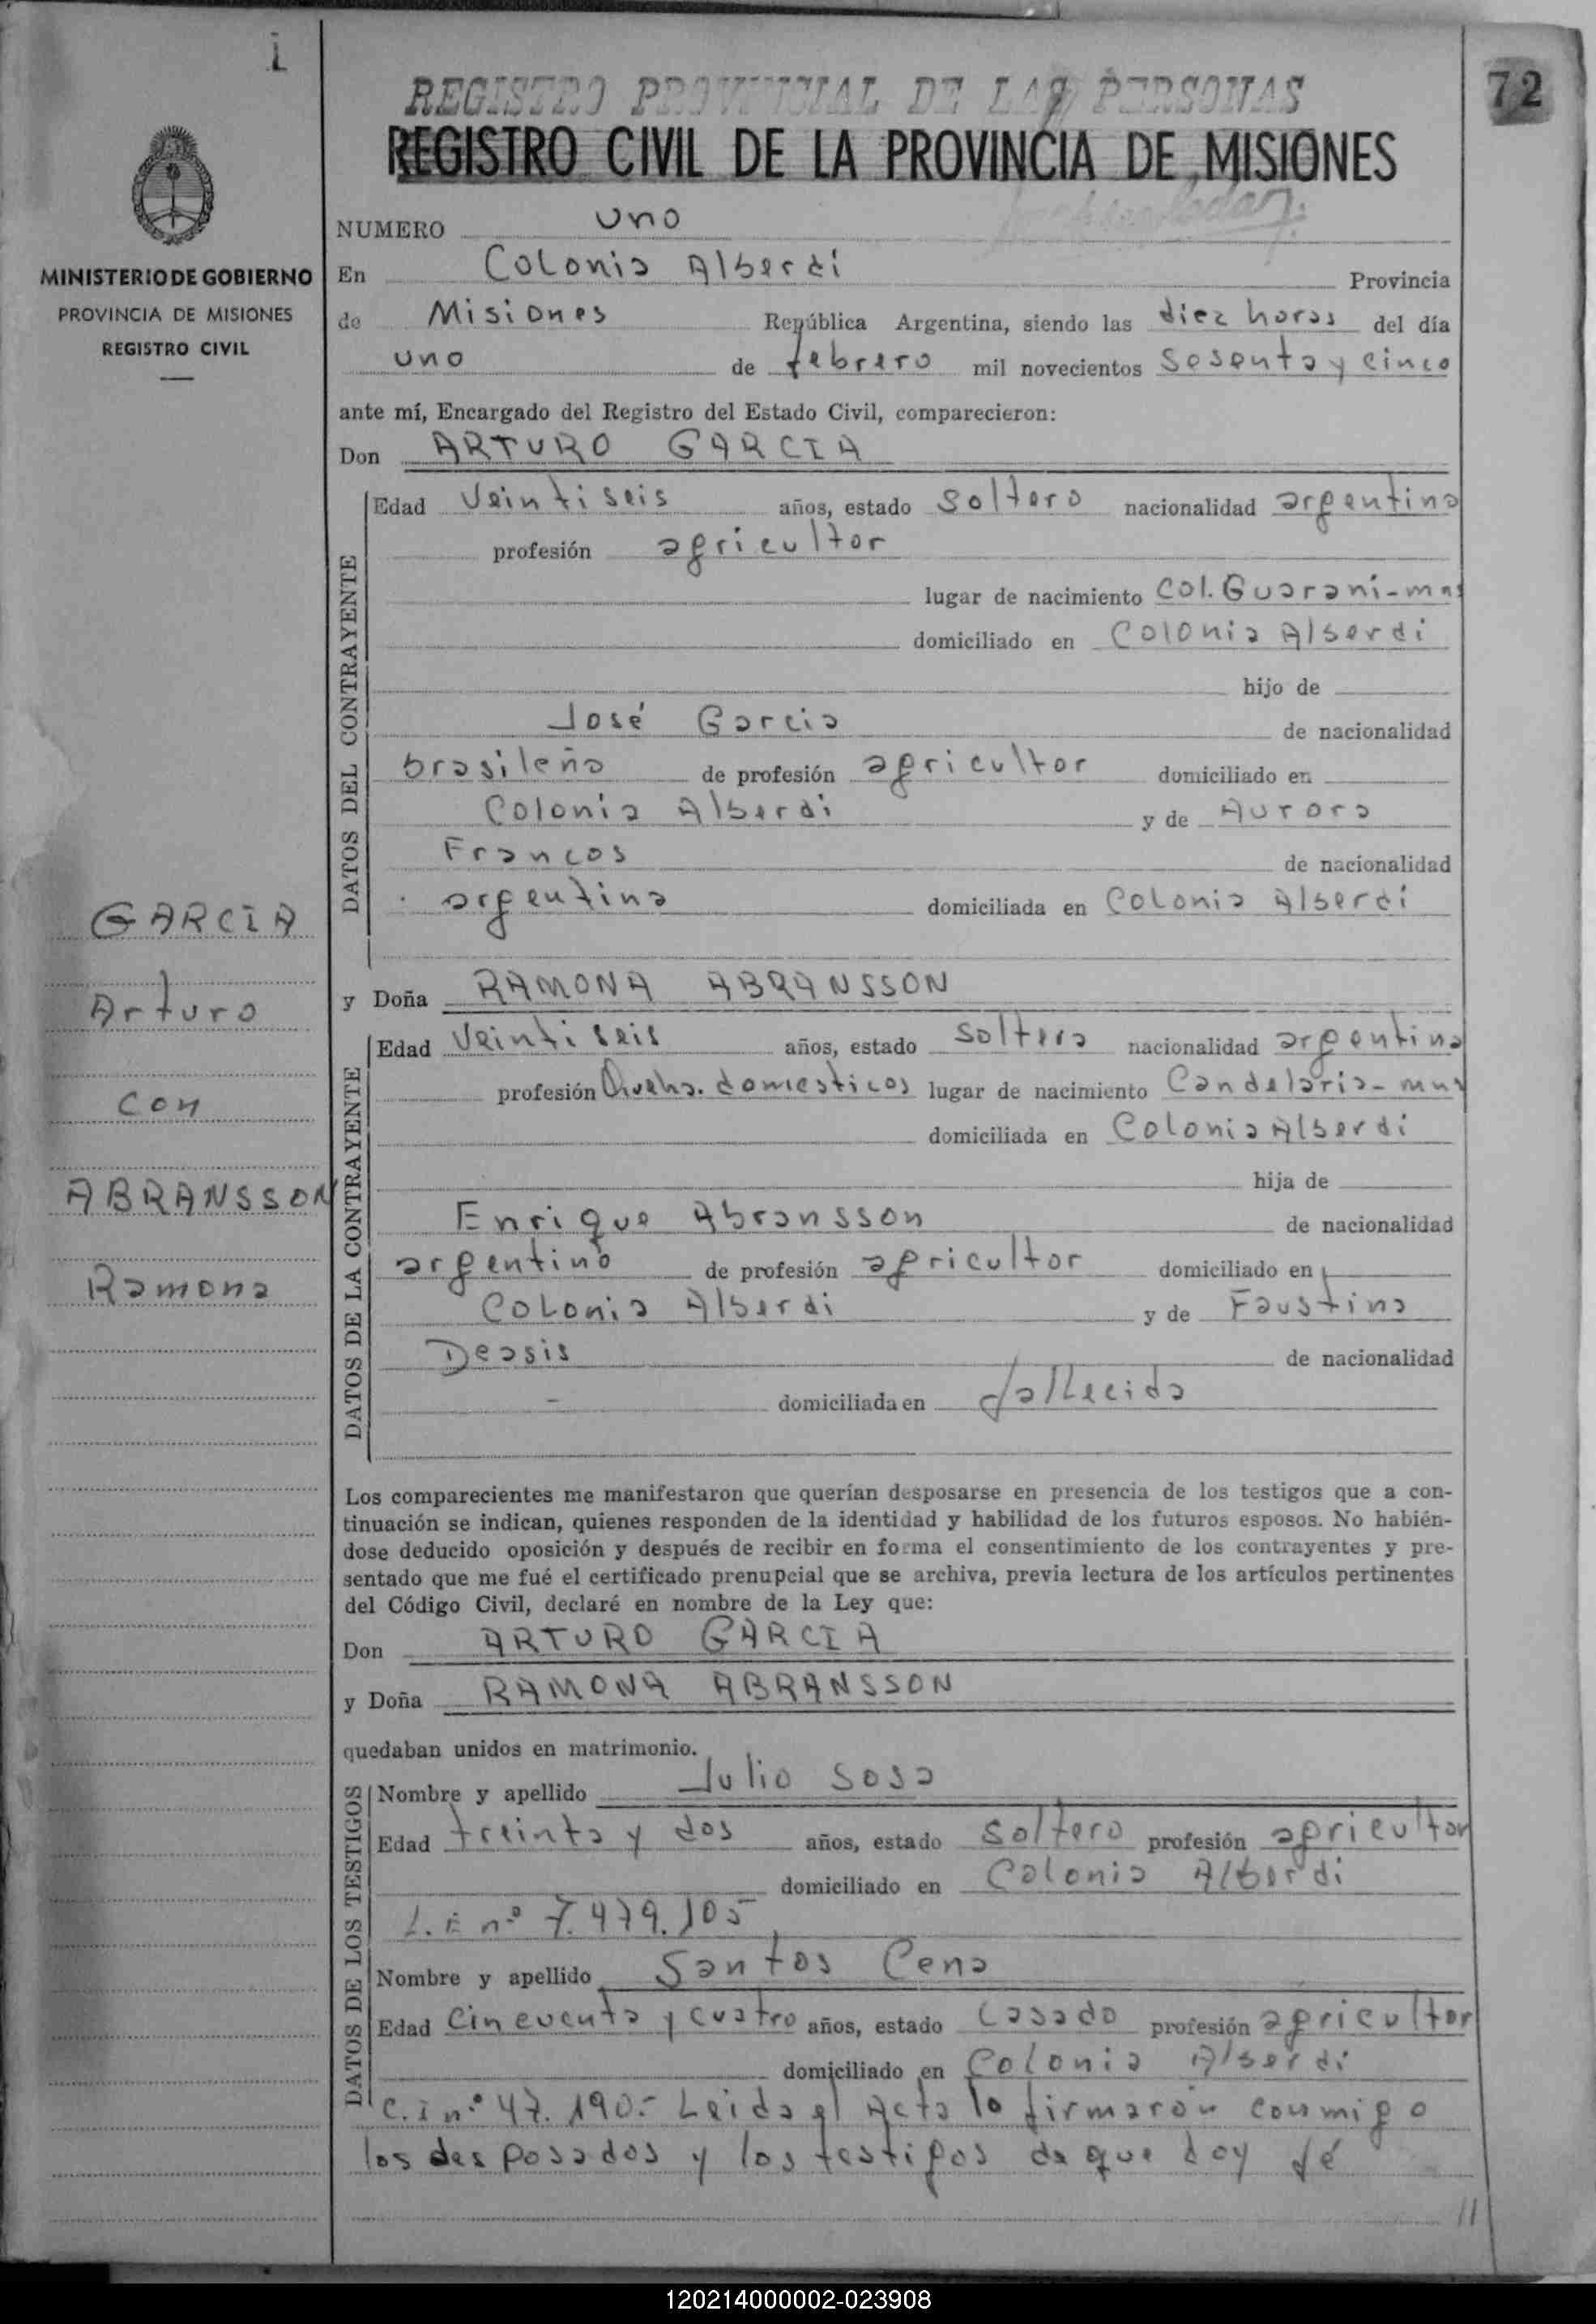 1
72
REGISTRO PROVINCIAL DE LAS PERSONAS
REGISTRO CIVIL DE LA PROVINCIA DE MISIONES
MINISTERIO DE GOBIERNO
PROVINCIA DE MISIONES
REGISTRO CIVIL
NUMERO uno
En Colonia Alberdi Provincia
de Misiones República Argentina, siendo las diez horas del día
uno de febrero mil novecientos sesenta y cinco
ante mí, Encargado del Registro del Estado Civil, comparecieron:
Don ARTURO GARCIA
DATOS DEL CONTRAYENTE
Edad veintiseis años, estado soltero nacionalidad argentina
profesión agricultor
lugar de nacimiento Col. Guaraní-mns
domiciliado en Colonia Alberdi
hijo de
José Garcia de nacionalidad
brasileña de profesión agricultor domiciliado en
Colonia Alberdi y de Aurora
Francos de nacionalidad
argentina domiciliada en Colonia Alberdi
GARCIA
Arturo
con
ABRANSSON
Ramona
y Doña RAMONA ABRANSSON
DATOS DE LA CONTRAYENTE
Edad veintiseis años, estado soltera nacionalidad argentina
profesión Quehs. domesticos lugar de nacimiento Candelaria-mns
domiciliada en Colonia Alberdi
hija de
Enrique Abransson de nacionalidad
argentino de profesión agricultor domiciliado en
Colonia Alberdi y de Faustina
Deasis de nacionalidad
- domiciliada en fallecida
Los comparecientes me manifestaron que querían desposarse en presencia de los testigos que a con-
tinuación se indican, quienes responden de la identidad y habilidad de los futuros esposos. No habién-
dose deducido oposición y después de recibir en forma el consentimiento de los contrayentes y pre-
sentado que me fué el certificado prenupcial que se archiva, previa lectura de los artículos pertinentes
del Código Civil, declaré en nombre de la Ley que:
Don ARTURO GARCIA
y Doña RAMONA ABRANSSON
quedaban unidos en matrimonio.
DATOS DE LOS TESTIGOS
Nombre y apellido Julio Sosa
Edad treinta y dos años, estado soltero profesión agricultor
domiciliado en Colonia Alberdi
L.E nº 7.479.105
Nombre y apellido Santos Cena
Edad cincuenta y cuatro años, estado casado profesión agricultor
domiciliado en Colonia Alberdi
C.i nº 47.190.- Leida el Acta lo firmarón conmigo
los desposados y los testigos de que doy fé
//
120214000002-023908